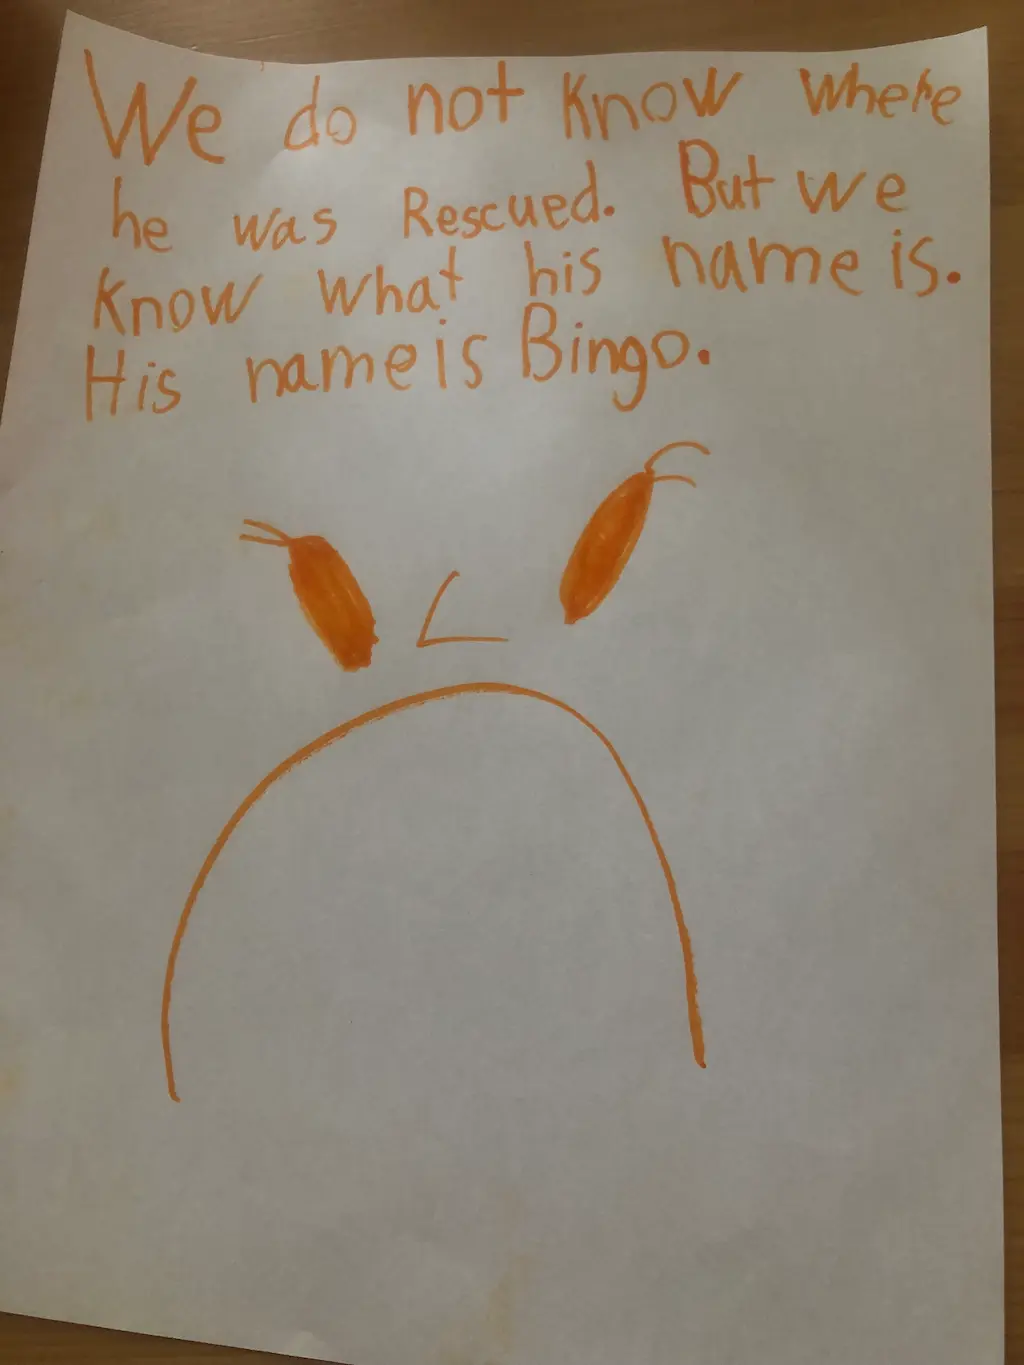 We do not know where
he was Rescued. But we
know what his name is.
His name is Bingo.